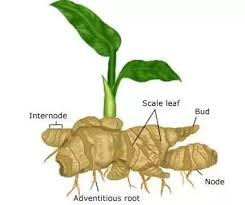 Scale leaf
Internode
Bud
Node
Adventitious root